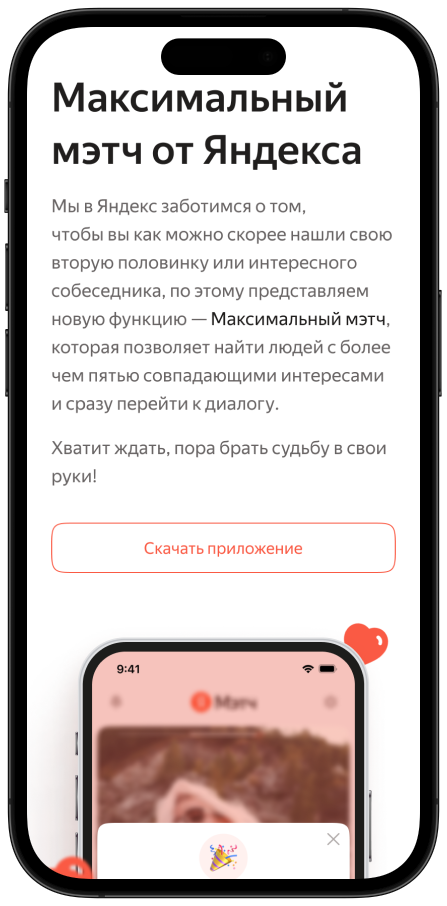 Максимальный
мэтч от Яндекса
Мы в Яндекс заботимся о том,
чтобы вы как можно скорее нашли свою
вторую половинку или интересного
собеседника, по этому представляем
новую функцию — Максимальный мэтч,
которая позволяет найти людей с более
чем пятью совпадающими интересами
и сразу перейти к диалогу.
Хватит ждать, пора брать судьбу в свои
руки!
Скачать приложение
9:41
Мэтч